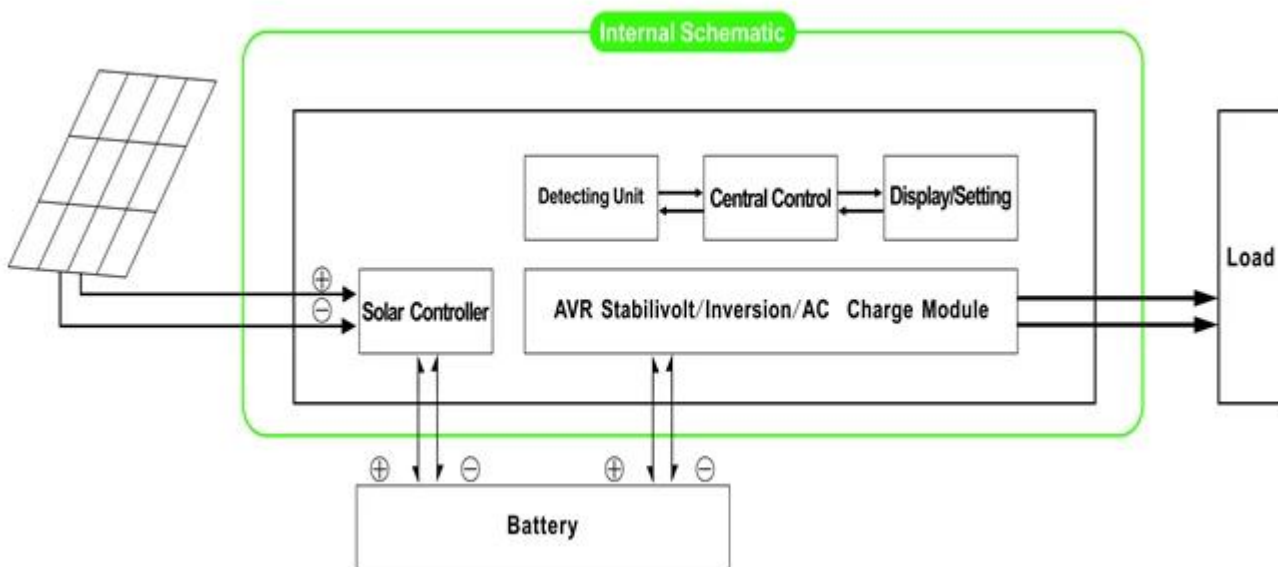 Internal Schematic
Detecting Unit
Central Control
Display/Setting
Load
⊕
⊖
Solar Controller
AVR Stabilivolt/Inversion/AC Charge Module
⊕ ⊖ ⊕ ⊖
Battery